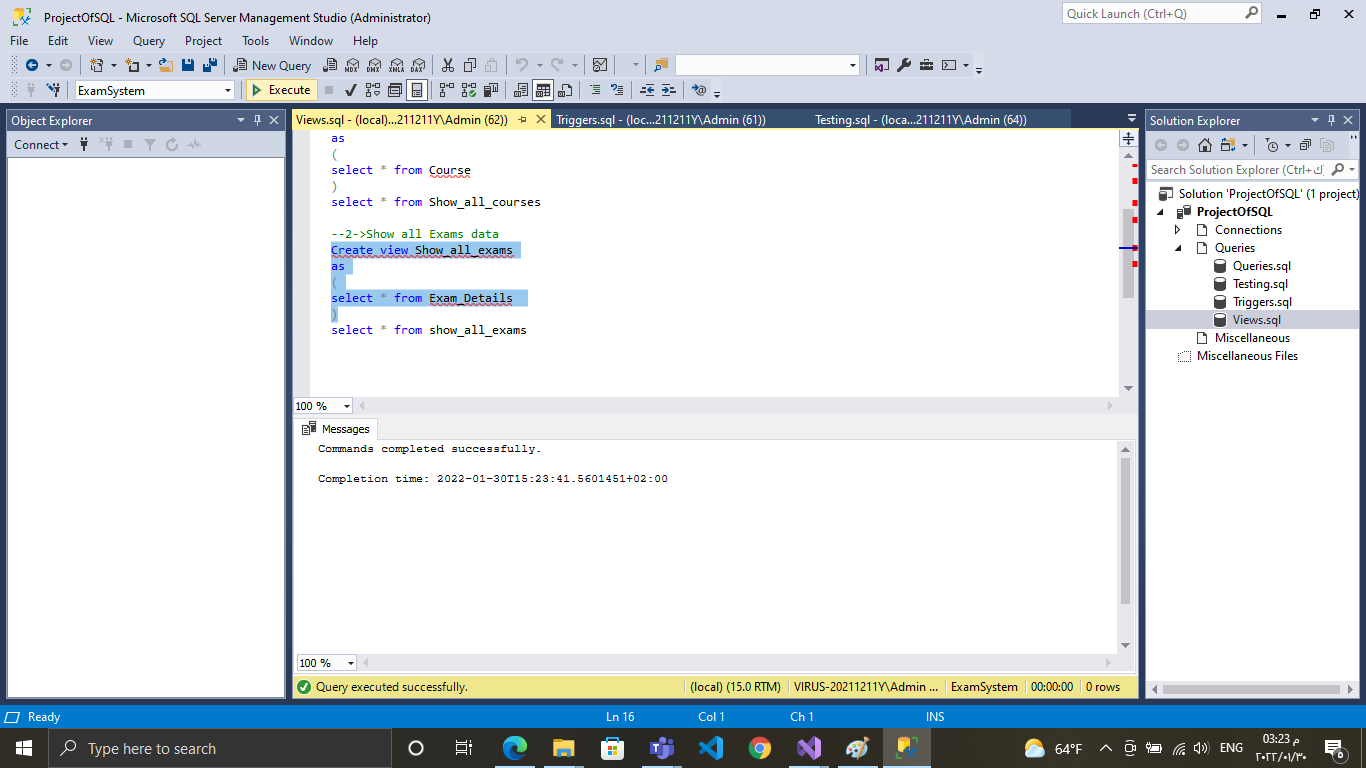 ProjectOfSQL - Microsoft SQL Server Management Studio (Administrator)
Quick Launch (Ctrl+Q)
File Edit View Query Project Tools Window Help
New Query
MDX DMX XMLA DAX
ExamSystem
Execute
Object Explorer
Connect
Views.sql - (local)...211211Y\Admin (62))
Triggers.sql - (loc...211211Y\Admin (61))
Testing.sql - (loca...211211Y\Admin (64))
as
(
select * from Course
)
select * from Show_all_courses
--2->Show all Exams data
Create view Show_all_exams
as
(
select * from Exam_Details
)
select * from show_all_exams
100 %
Messages
Commands completed successfully.
Completion time: 2022-01-30T15:23:41.5601451+02:00
100 %
Query executed successfully.
(local) (15.0 RTM)
VIRUS-20211211Y\Admin ...
ExamSystem
00:00:00
0 rows
Solution Explorer
Search Solution Explorer (Ctrl+ك)
Solution 'ProjectOfSQL' (1 project)
ProjectOfSQL
Connections
Queries
Queries.sql
Testing.sql
Triggers.sql
Views.sql
Miscellaneous
Miscellaneous Files
Ready
Ln 16
Col 1
Ch 1
INS
Type here to search
64°F
ENG
03:23 م
٢٠٢٢/٠١/٣٠
8